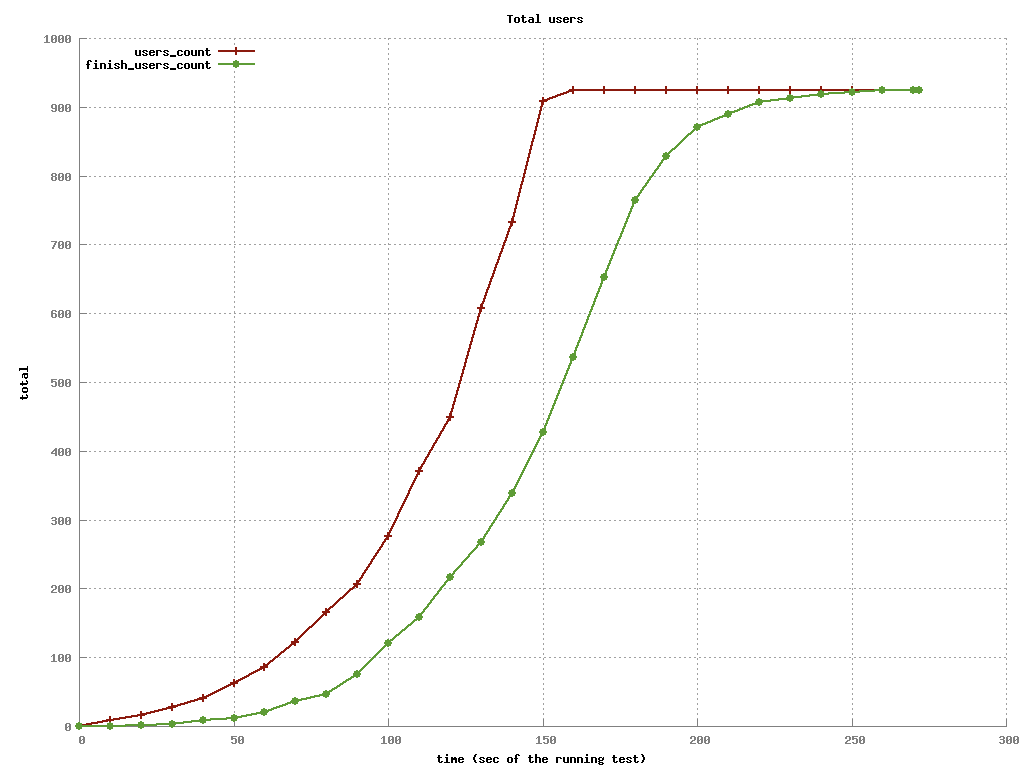 Total users
users_count
finish_users_count
1000
900
800
700
600
500
400
300
200
100
0
total
0 50 100 150 200 250 300
time (sec of the running test)